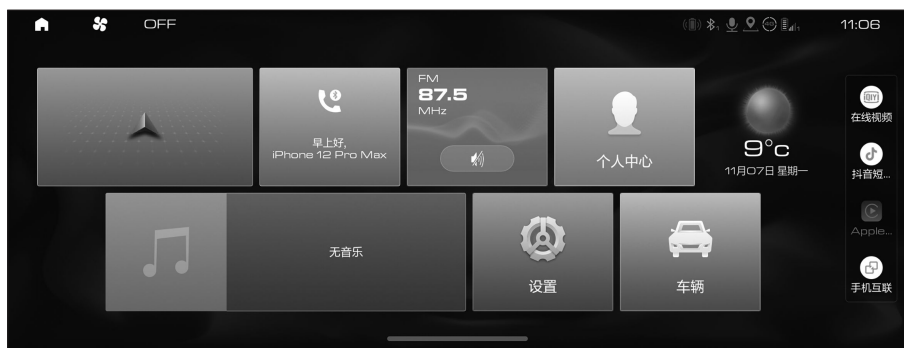 OFF
11:06
早上好,
iPhone 12 Pro Max
FM
87.5
MHz
个人中心
9°c
11月07日 星期一
在线视频
抖音短...
Apple...
手机互联
无音乐
设置
车辆